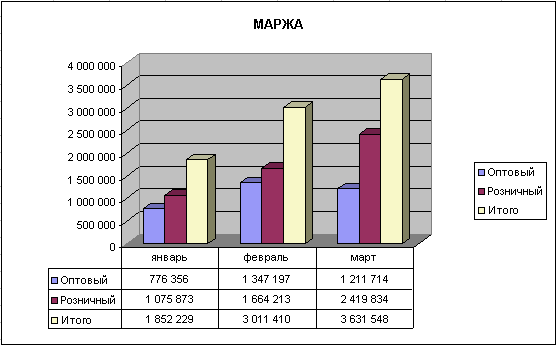 МАРЖА
4 000 000
3 500 000
3 000 000
2 500 000
2 000 000
1 500 000
1 000 000
500 000
0
Оптовый
Розничный
Итого
январь февраль март
Оптовый 776 356 1 347 197 1 211 714
Розничный 1 075 873 1 664 213 2 419 834
Итого 1 852 229 3 011 410 3 631 548